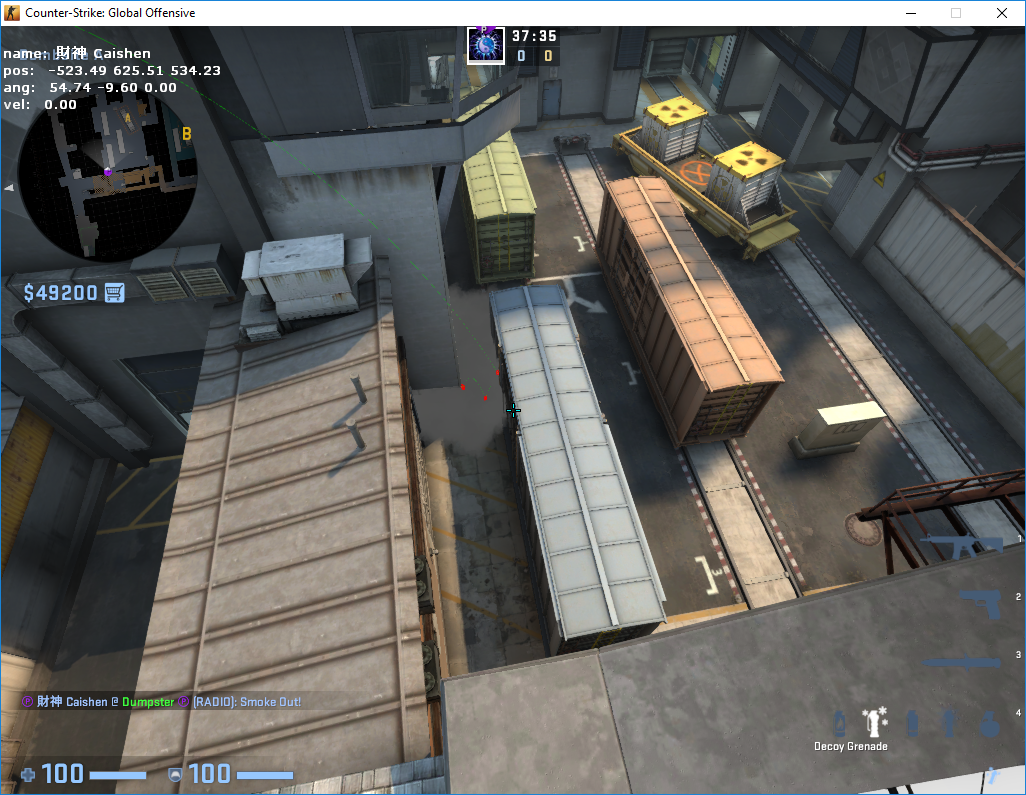 Counter-Strike: Global Offensive
name: 財神 Caishen
pos: -523.49 625.51 534.23
ang: 54.74 -9.60 0.00
vel: 0.00
37:35
0 0
A
B
$49200
1
2
3
4
Decoy Grenade
財神 Caishen @ Dumpster (RADIO): Smoke Out!
100 100